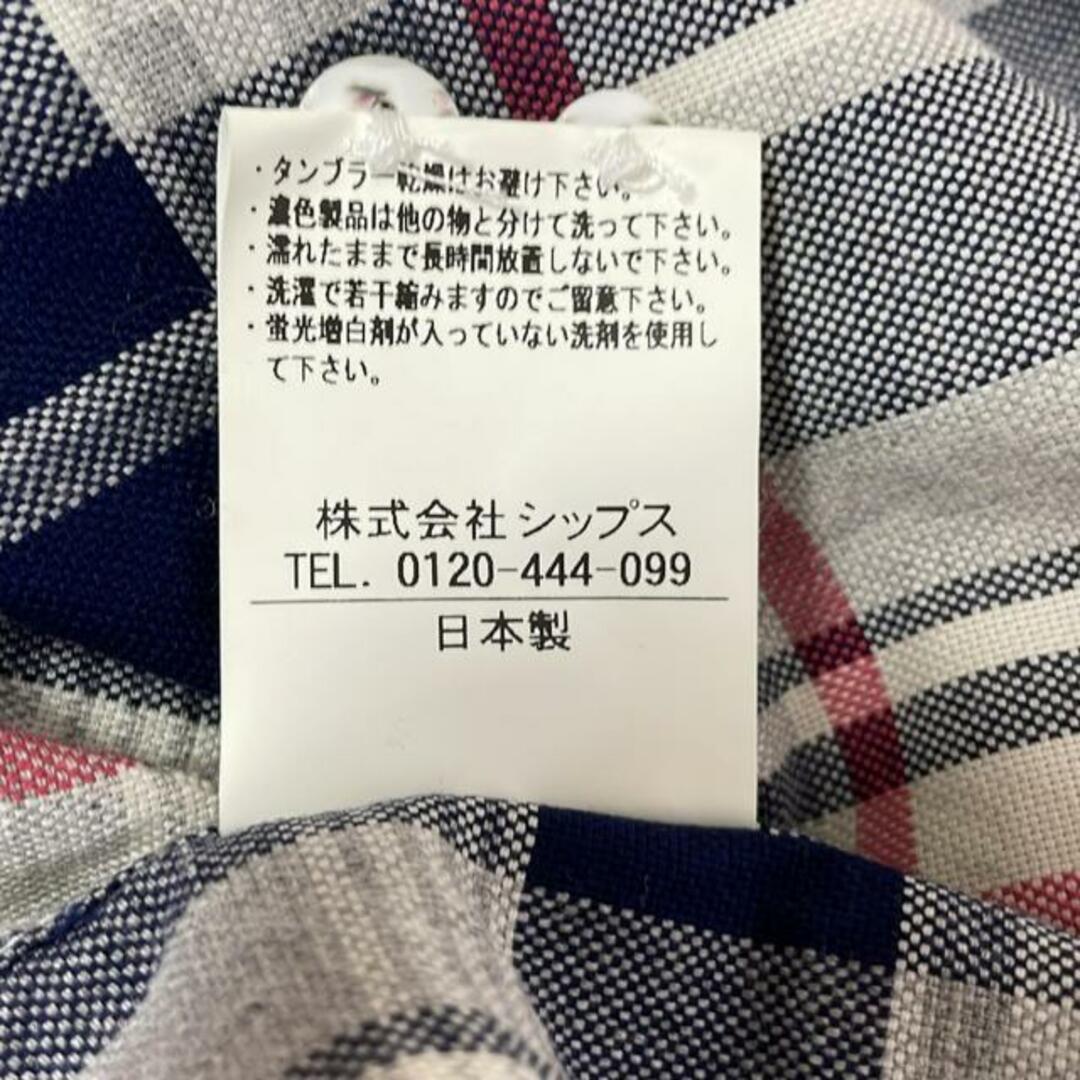 ・タンブラー乾燥はお避け下さい。
・濃色製品は他の物と分けて洗って下さい。
・濡れたままで長時間放置しないで下さい。
・洗濯で若干縮みますのでご留意下さい。
・蛍光増白剤が入っていない洗剤を使用し
て下さい。
株式会社シップス
TEL. 0120-444-099
日本製